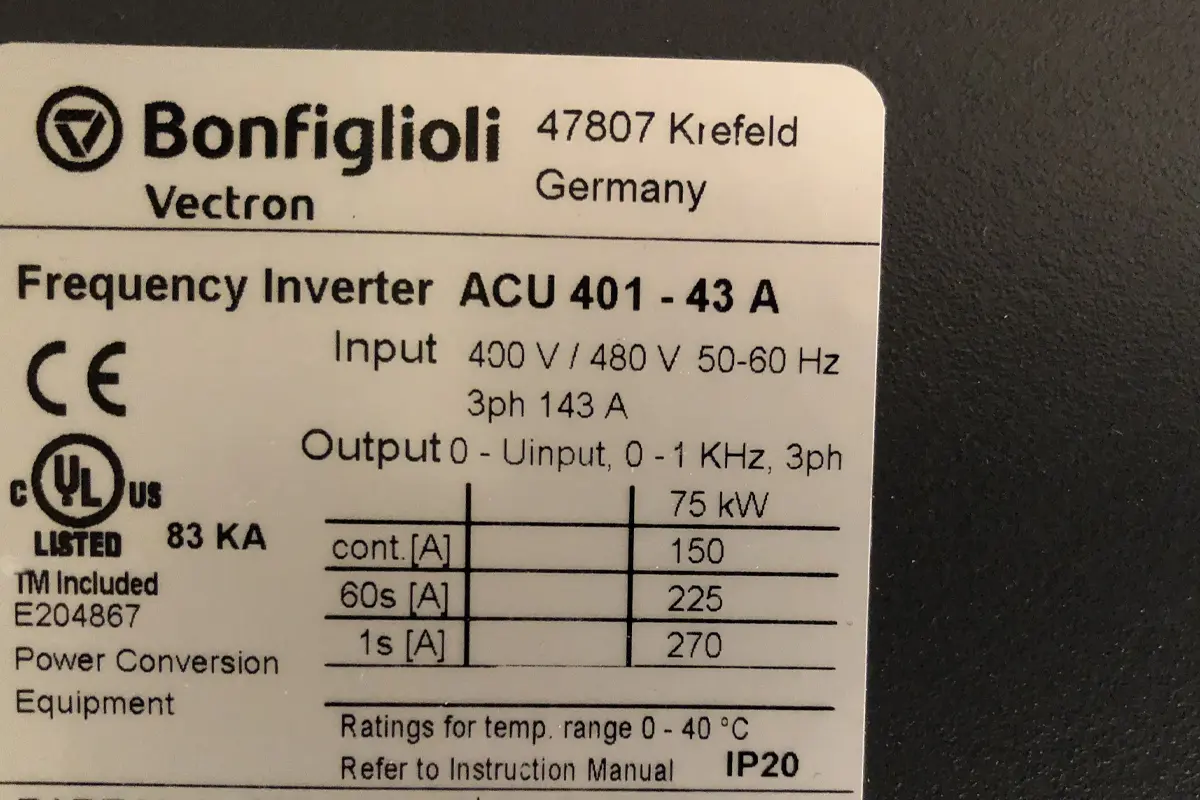 Bonfiglioli
Vectron
47807 Krefeld
Germany
Frequency Inverter ACU 401 - 43 A
CE
Input 400 V / 480 V 50-60 Hz
3ph 143 A
Output 0 - Uinput, 0 - 1 KHz, 3ph
75 kW
cont.[A] 150
60s [A] 225
1s [A] 270
C UL US
LISTED 83 KA
TM Included
E204867
Power Conversion
Equipment
Ratings for temp. range 0 - 40 °C
Refer to Instruction Manual IP20